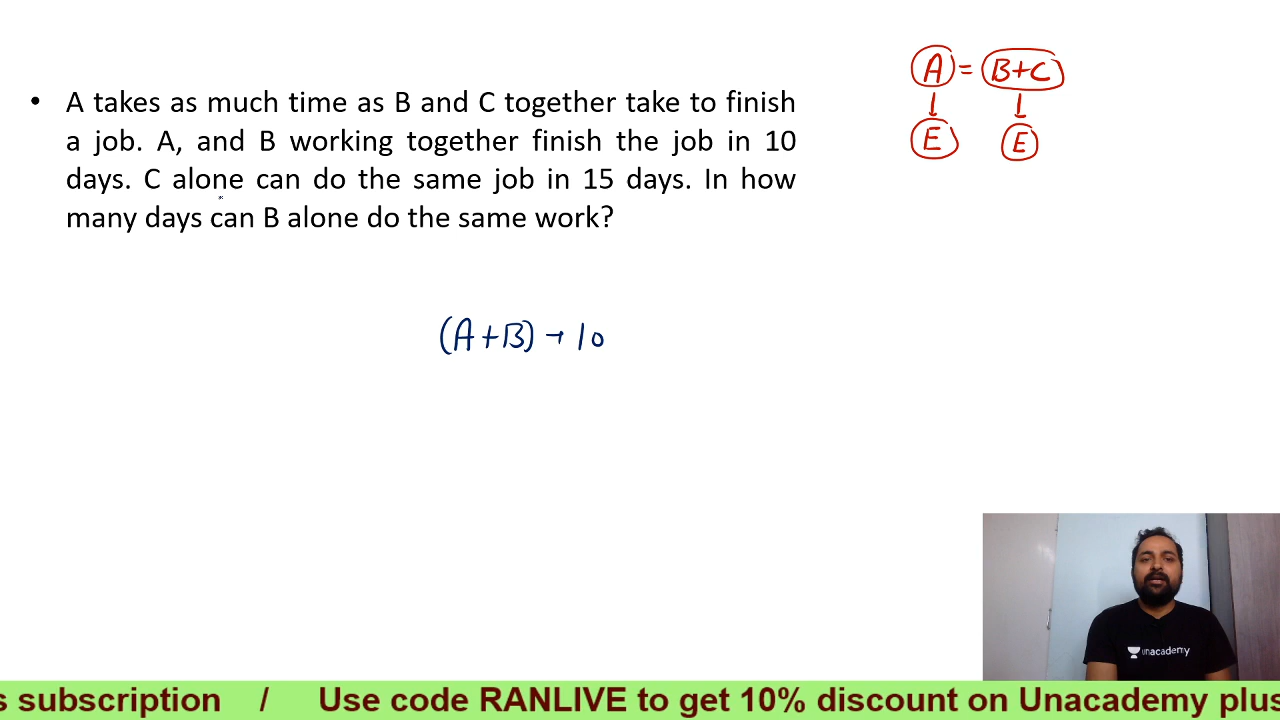 A = B+C
E E
• A takes as much time as B and C together take to finish
a job. A, and B working together finish the job in 10
days. C alone can do the same job in 15 days. In how
many days can B alone do the same work?
(A+B) → 10
unacademy
s subscription / Use code RANLIVE to get 10% discount on Unacademy plus